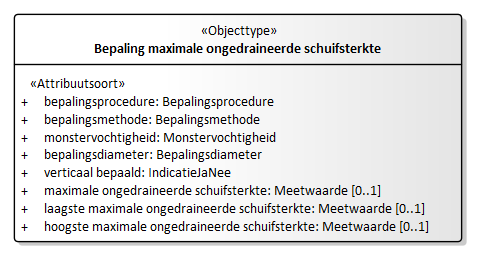 «Objecttype»
Bepaling maximale ongedraineerde schuifsterkte
«Attribuutsoort»
+ bepalingsprocedure: Bepalingsprocedure
+ bepalingsmethode: Bepalingsmethode
+ monstervochtigheid: Monstervochtigheid
+ bepalingsdiameter: Bepalingsdiameter
+ verticaal bepaald: IndicatieJaNee
+ maximale ongedraineerde schuifsterkte: Meetwaarde [0..1]
+ laagste maximale ongedraineerde schuifsterkte: Meetwaarde [0..1]
+ hoogste maximale ongedraineerde schuifsterkte: Meetwaarde [0..1]